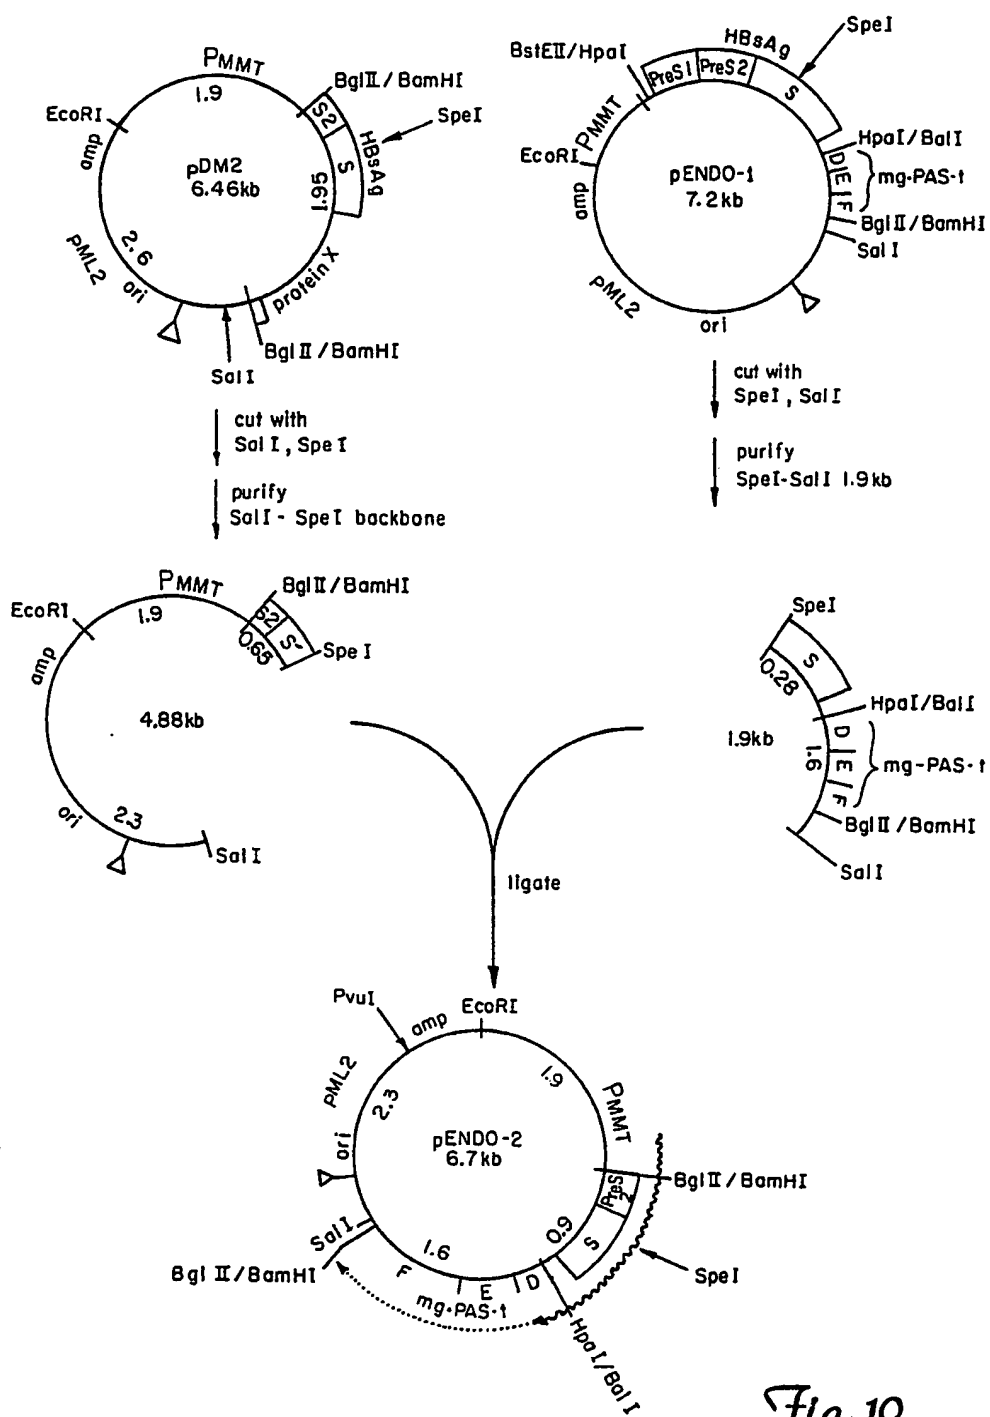 PMMT
1.9
BglII/BamHI
EcoRI
amp
S2
S
HBsAg
SpeI
pDM2
6.46kb
1.95
2.6
pML2
ori
protein X
BglII/BamHI
SalI
cut with
SalI, SpeI
purify
SalI - SpeI backbone
HBsAg
SpeI
BstEII/HpaI
PreS1
PreS2
S
PMMT
HpaI/BalI
EcoRI
pENDO-1
7.2kb
D
E
F
mg·PAS-t
amp
BglII/BamHI
SalI
pML2
ori
cut with
SpeI, SalI
purify
SpeI-SalI 1.9kb
PMMT
BglII/BamHI
EcoRI
1.9
S2
S'
0.65
SpeI
amp
4.88kb
ori
2.3
SalI
SpeI
S
0.28
HpaI/BalI
1.9kb
1.6
D
E
F
mg-PAS-t
BglII/BamHI
SalI
ligate
PvuI
amp
EcoRI
pML2
2.3
1.9
PMMT
ori
pENDO-2
6.7kb
BglII/BamHI
PreS
2
0.9
S
SalI
1.6
BglII/BamHI
F
E
D
mg·PAS-t
SpeI
HpaI/BalI
Fig. 10